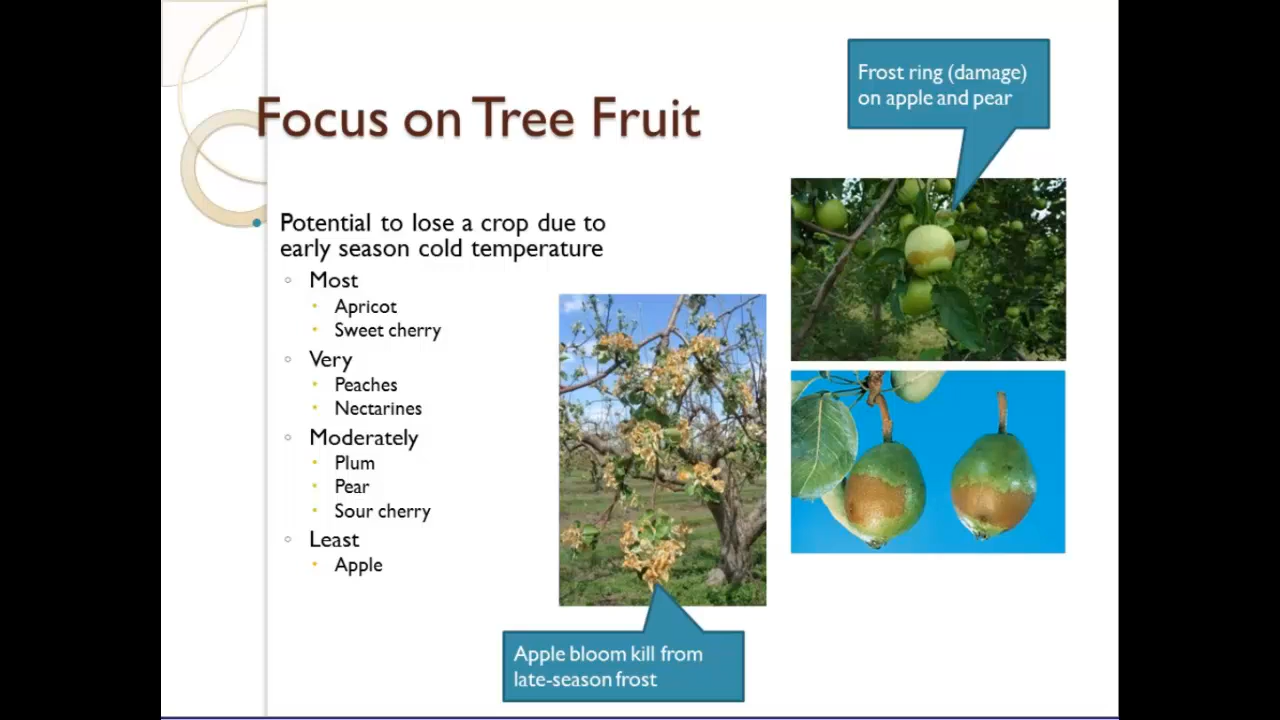 Frost ring (damage)
on apple and pear
Focus on Tree Fruit
Potential to lose a crop due to
early season cold temperature
Most
Apricot
Sweet cherry
Very
Peaches
Nectarines
Moderately
Plum
Pear
Sour cherry
Least
Apple
Apple bloom kill from
late-season frost